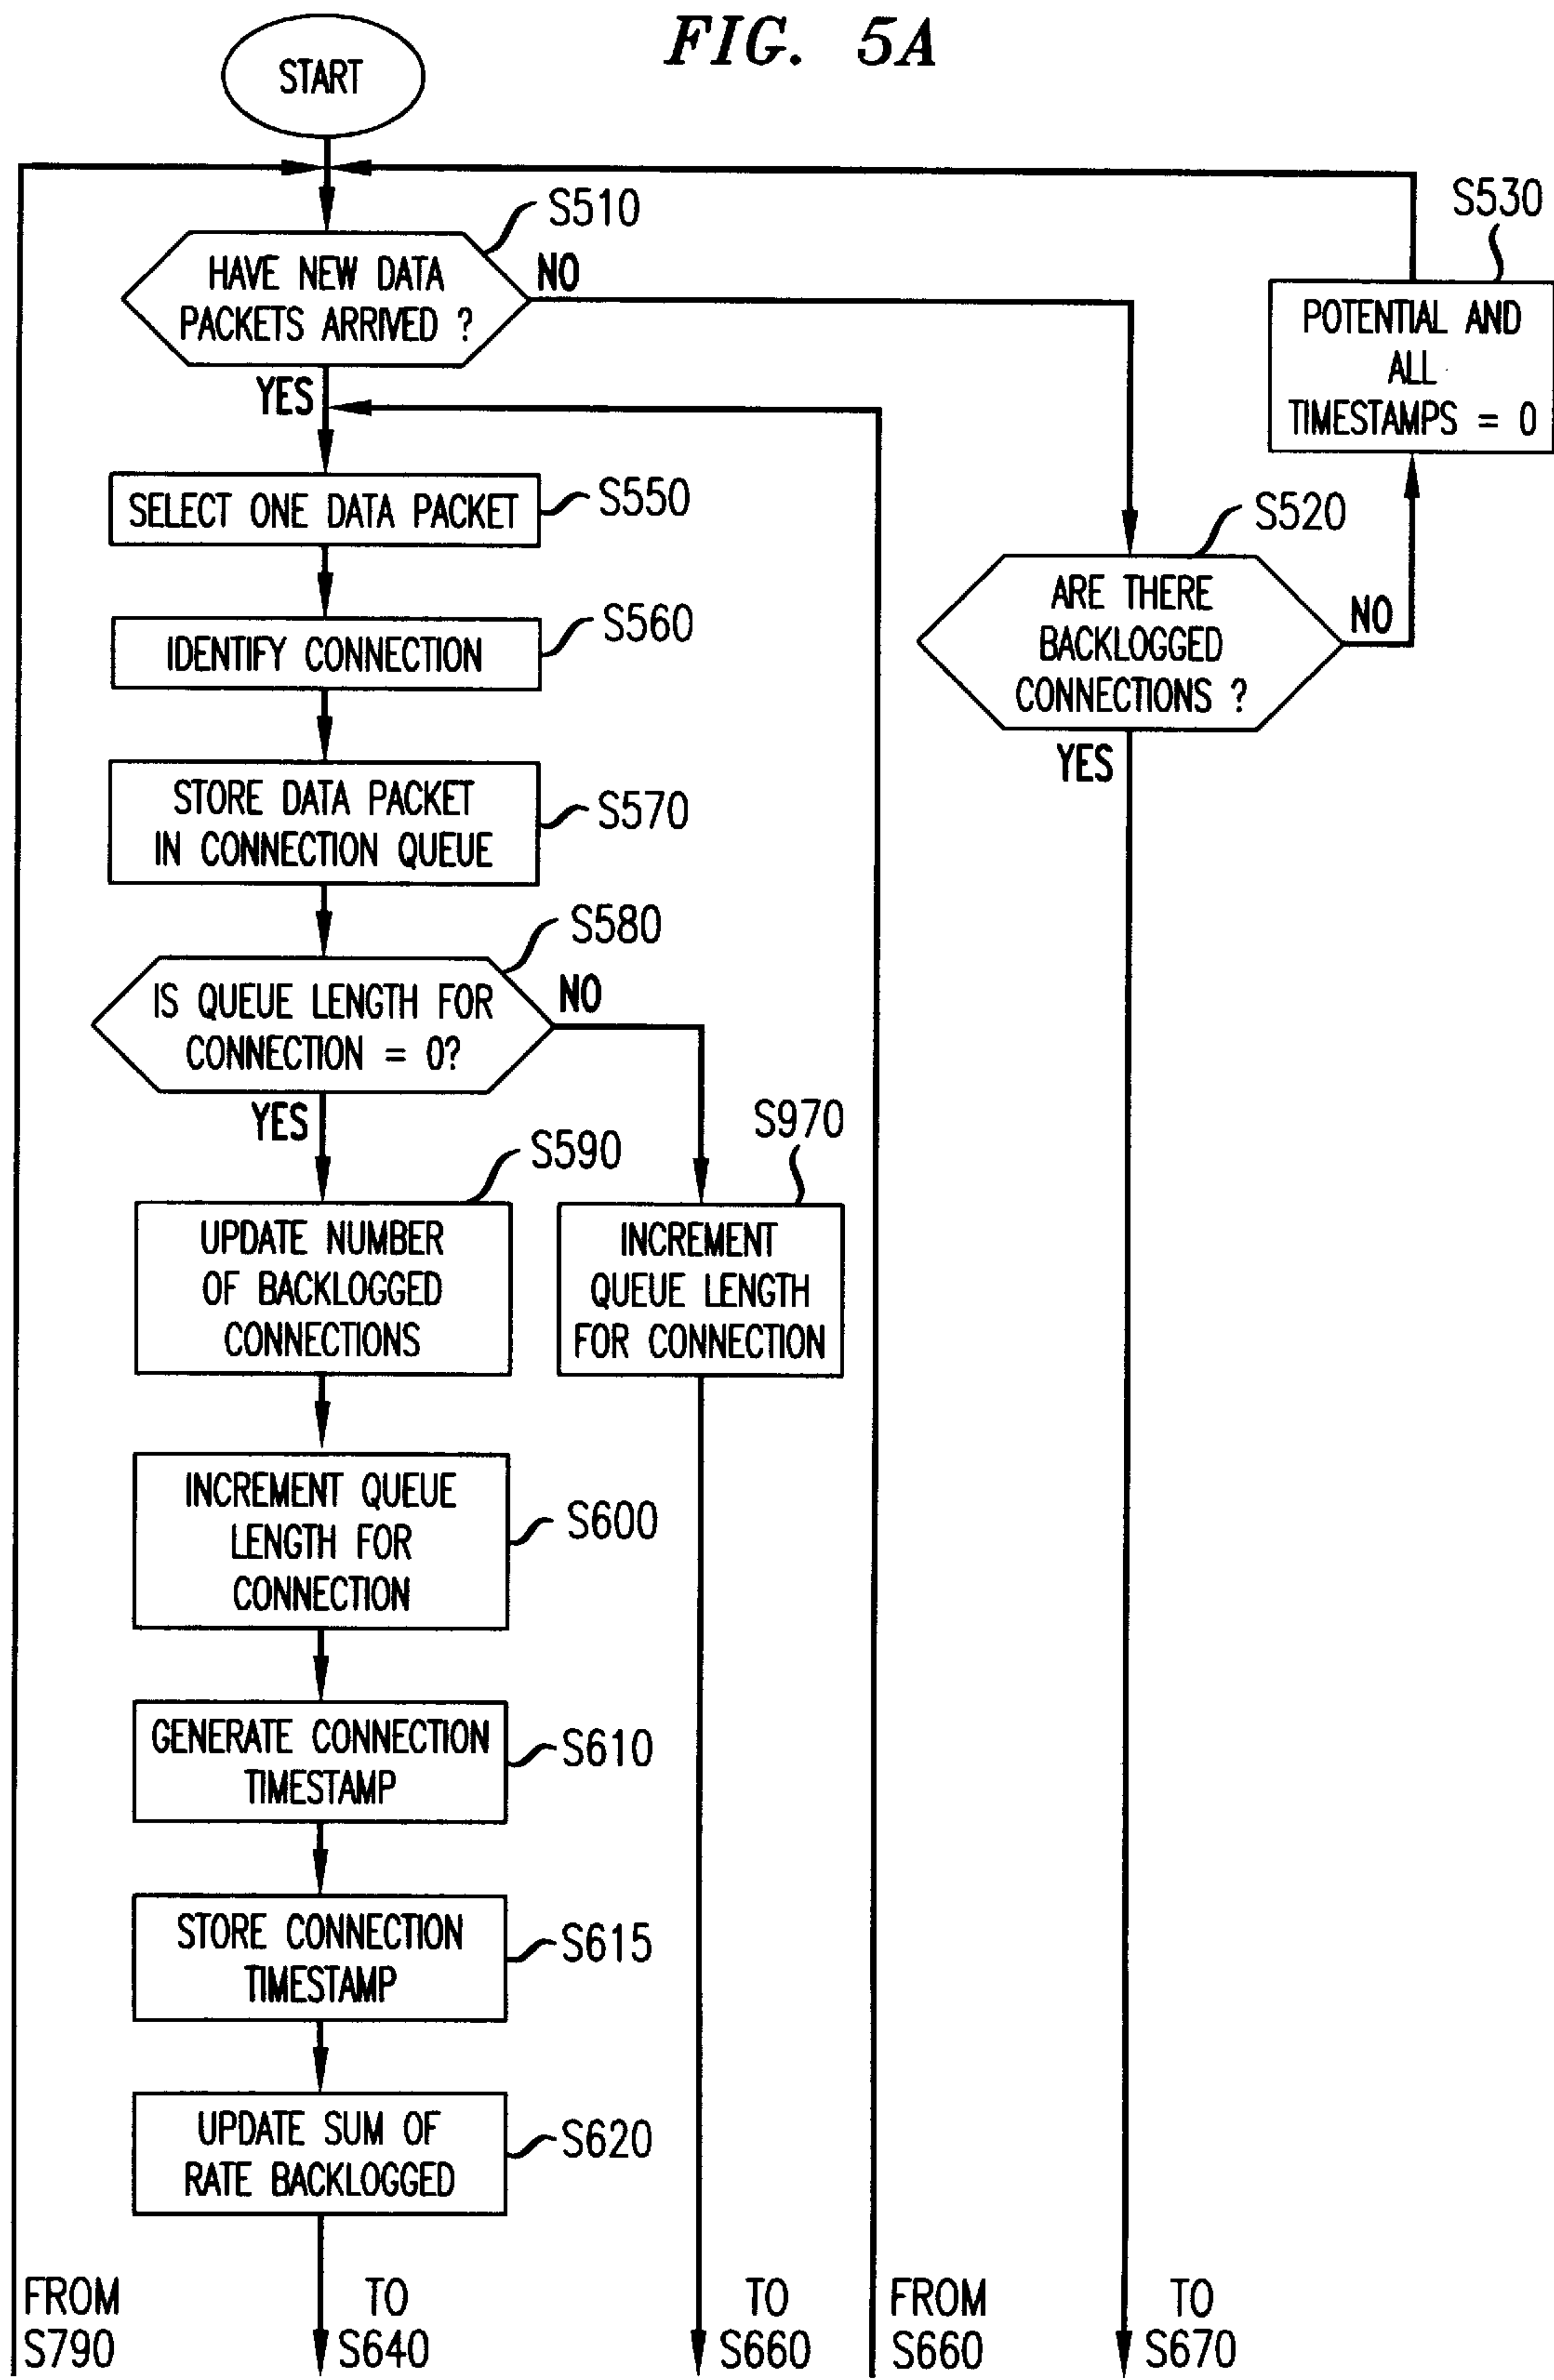 FIG. 5A
START
S510
HAVE NEW DATA
PACKETS ARRIVED ?
NO
YES
S530
POTENTIAL AND
ALL
TIMESTAMPS = 0
SELECT ONE DATA PACKET
S550
S520
ARE THERE
BACKLOGGED
CONNECTIONS ?
NO
YES
IDENTIFY CONNECTION
S560
STORE DATA PACKET
IN CONNECTION QUEUE
S570
S580
IS QUEUE LENGTH FOR
CONNECTION = 0?
NO
YES
S590
UPDATE NUMBER
OF BACKLOGGED
CONNECTIONS
S970
INCREMENT
QUEUE LENGTH
FOR CONNECTION
INCREMENT QUEUE
LENGTH FOR
CONNECTION
S600
GENERATE CONNECTION
TIMESTAMP
S610
STORE CONNECTION
TIMESTAMP
S615
UPDATE SUM OF
RATE BACKLOGGED
S620
FROM
S790
TO
S640
TO
S660
FROM
S660
TO
S670